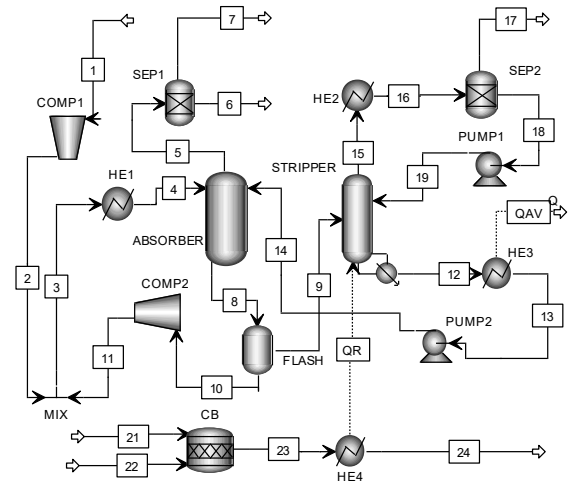 7
17
1
SEP1
SEP2
COMP1
HE2
16
6
18
PUMP1
5
15
STRIPPER
HE1
4
19
QAV
Q
ABSORBER
14
HE3
2
3
COMP2
9
12
8
13
PUMP2
11
FLASH
QR
10
MIX
CB
21
23
24
22
HE4